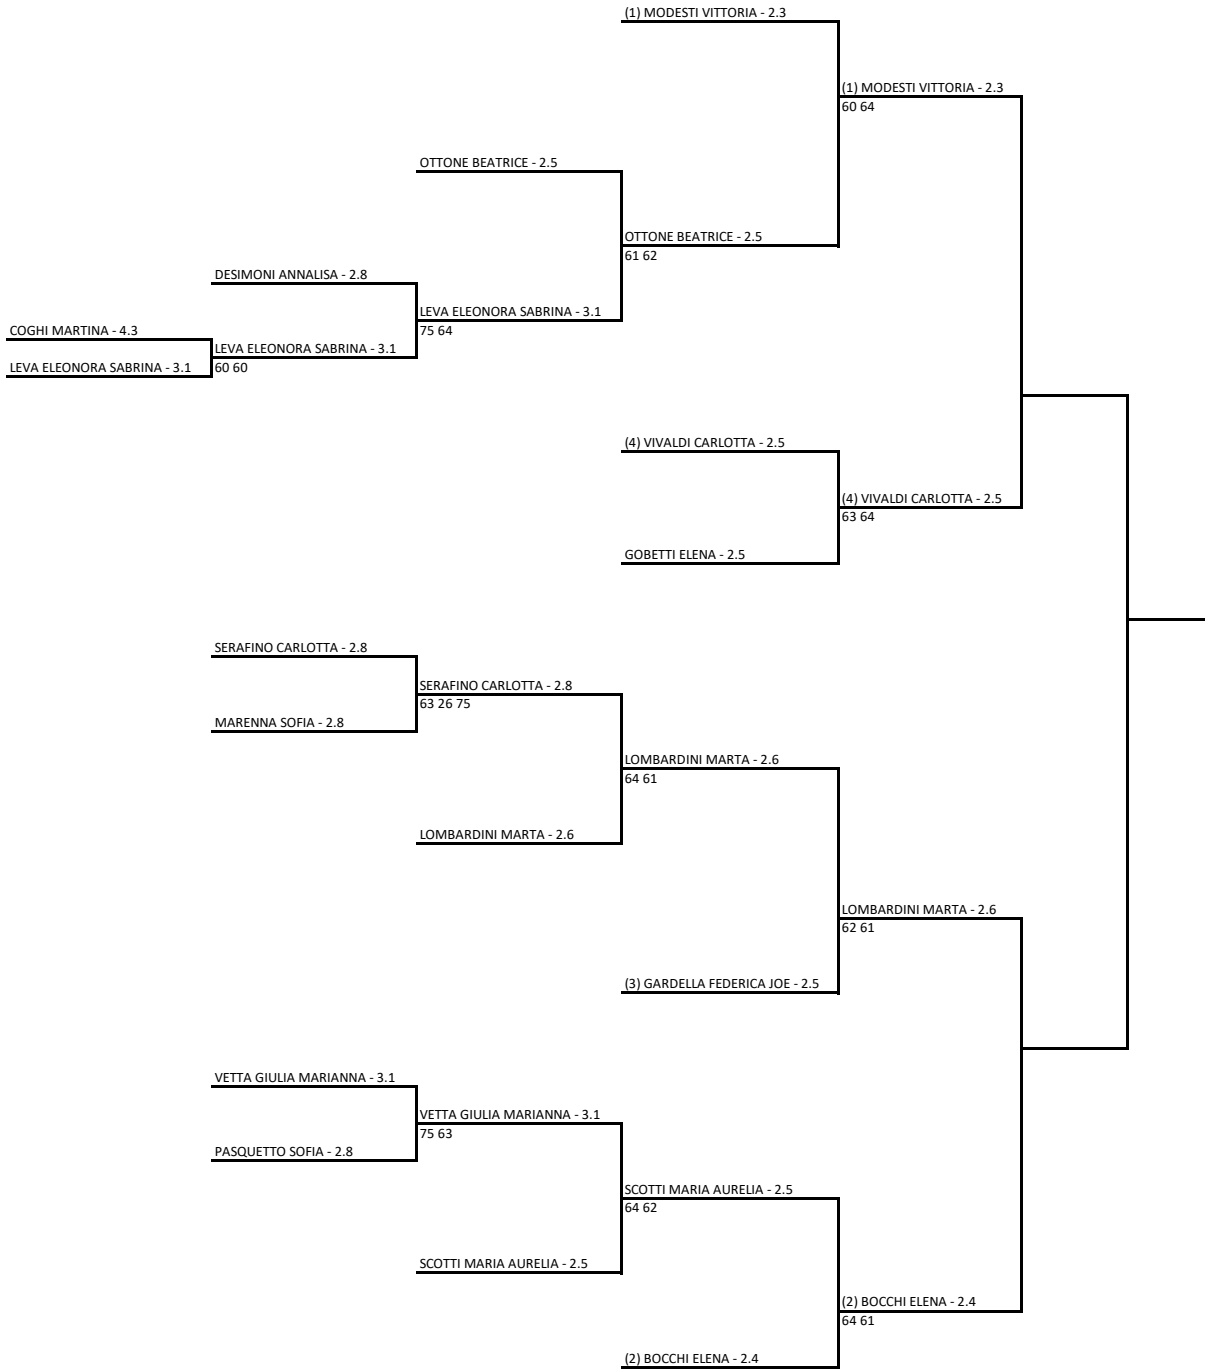 (1) MODESTI VITTORIA - 2.3
(1) MODESTI VITTORIA - 2.3
60 64
OTTONE BEATRICE - 2.5
OTTONE BEATRICE - 2.5
61 62
DESIMONI ANNALISA - 2.8
LEVA ELEONORA SABRINA - 3.1
75 64
COGHI MARTINA - 4.3
LEVA ELEONORA SABRINA - 3.1
60 60
LEVA ELEONORA SABRINA - 3.1
(4) VIVALDI CARLOTTA - 2.5
(4) VIVALDI CARLOTTA - 2.5
63 64
GOBETTI ELENA - 2.5
SERAFINO CARLOTTA - 2.8
SERAFINO CARLOTTA - 2.8
63 26 75
MARENNA SOFIA - 2.8
LOMBARDINI MARTA - 2.6
64 61
LOMBARDINI MARTA - 2.6
LOMBARDINI MARTA - 2.6
62 61
(3) GARDELLA FEDERICA JOE - 2.5
VETTA GIULIA MARIANNA - 3.1
VETTA GIULIA MARIANNA - 3.1
75 63
PASQUETTO SOFIA - 2.8
SCOTTI MARIA AURELIA - 2.5
64 62
SCOTTI MARIA AURELIA - 2.5
(2) BOCCHI ELENA - 2.4
64 61
(2) BOCCHI ELENA - 2.4